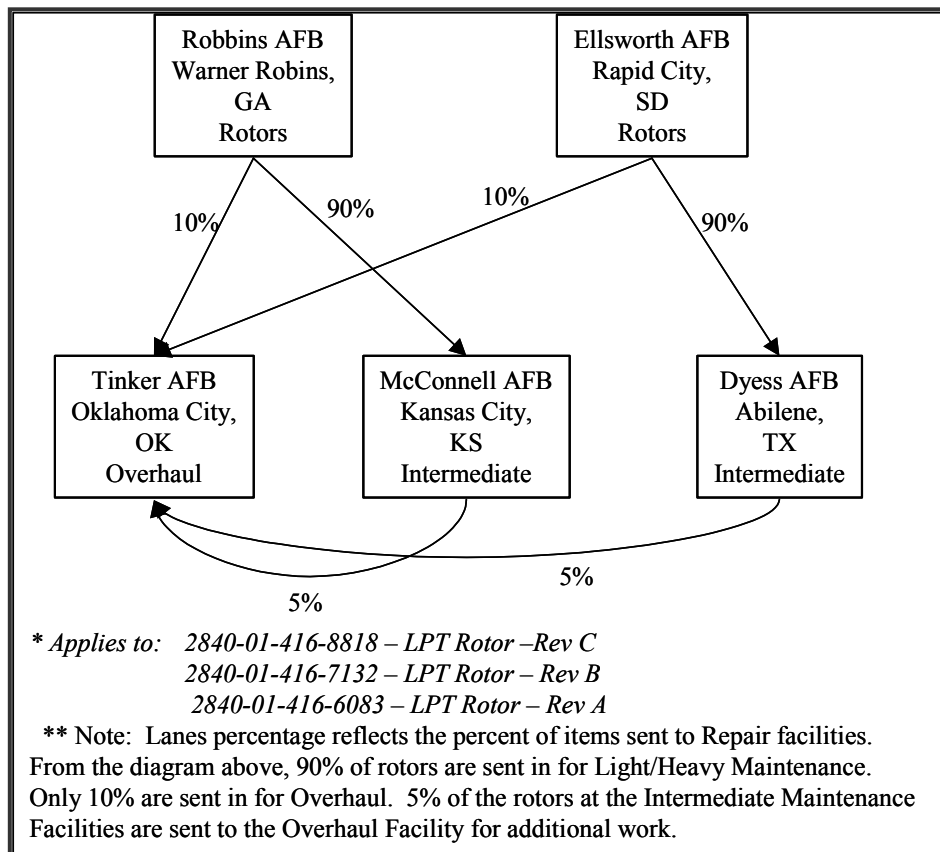 Robbins AFB
Warner Robins,
GA
Rotors
Ellsworth AFB
Rapid City,
SD
Rotors
10%
90%
10%
90%
Tinker AFB
Oklahoma City,
OK
Overhaul
McConnell AFB
Kansas City,
KS
Intermediate
Dyess AFB
Abilene,
TX
Intermediate
5%
5%
* Applies to: 2840-01-416-8818 – LPT Rotor –Rev C
2840-01-416-7132 – LPT Rotor – Rev B
2840-01-416-6083 – LPT Rotor – Rev A
** Note: Lanes percentage reflects the percent of items sent to Repair facilities.
From the diagram above, 90% of rotors are sent in for Light/Heavy Maintenance.
Only 10% are sent in for Overhaul. 5% of the rotors at the Intermediate Maintenance
Facilities are sent to the Overhaul Facility for additional work.